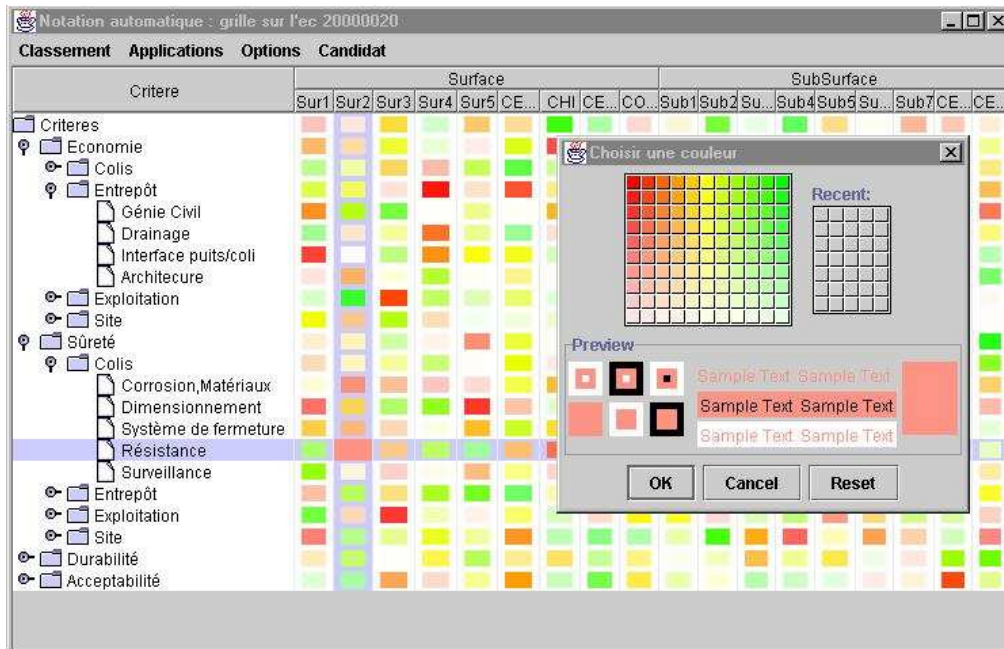 Notation automatique : grille sur l'ec 20000020
Classement Applications Options Candidat
Critere Surface SubSurface
Sur1 Sur2 Sur3 Sur4 Sur5 CE... CHI CE... CO... Sub1 Sub2 Su... Sub4 Sub5 Su... Sub7 CE... CE...
Criteres
Economie
Colis
Entrepôt
Génie Civil
Drainage
Interface puits/coli
Architecure
Exploitation
Site
Sûreté
Colis
Corrosion,Matériaux
Dimensionnement
Système de fermeture
Résistance
Surveillance
Entrepôt
Exploitation
Site
Durabilité
Acceptabilité
Choisir une couleur
Recent:
Preview
Sample Text Sample Text
Sample Text Sample Text
Sample Text Sample Text
OK Cancel Reset